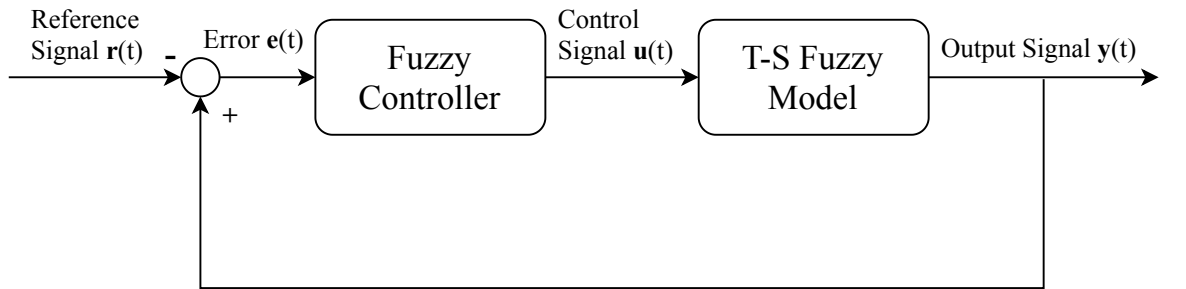 Reference
Signal r(t)
-
Error e(t)
+
Fuzzy
Controller
Control
Signal u(t)
T-S Fuzzy
Model
Output Signal y(t)